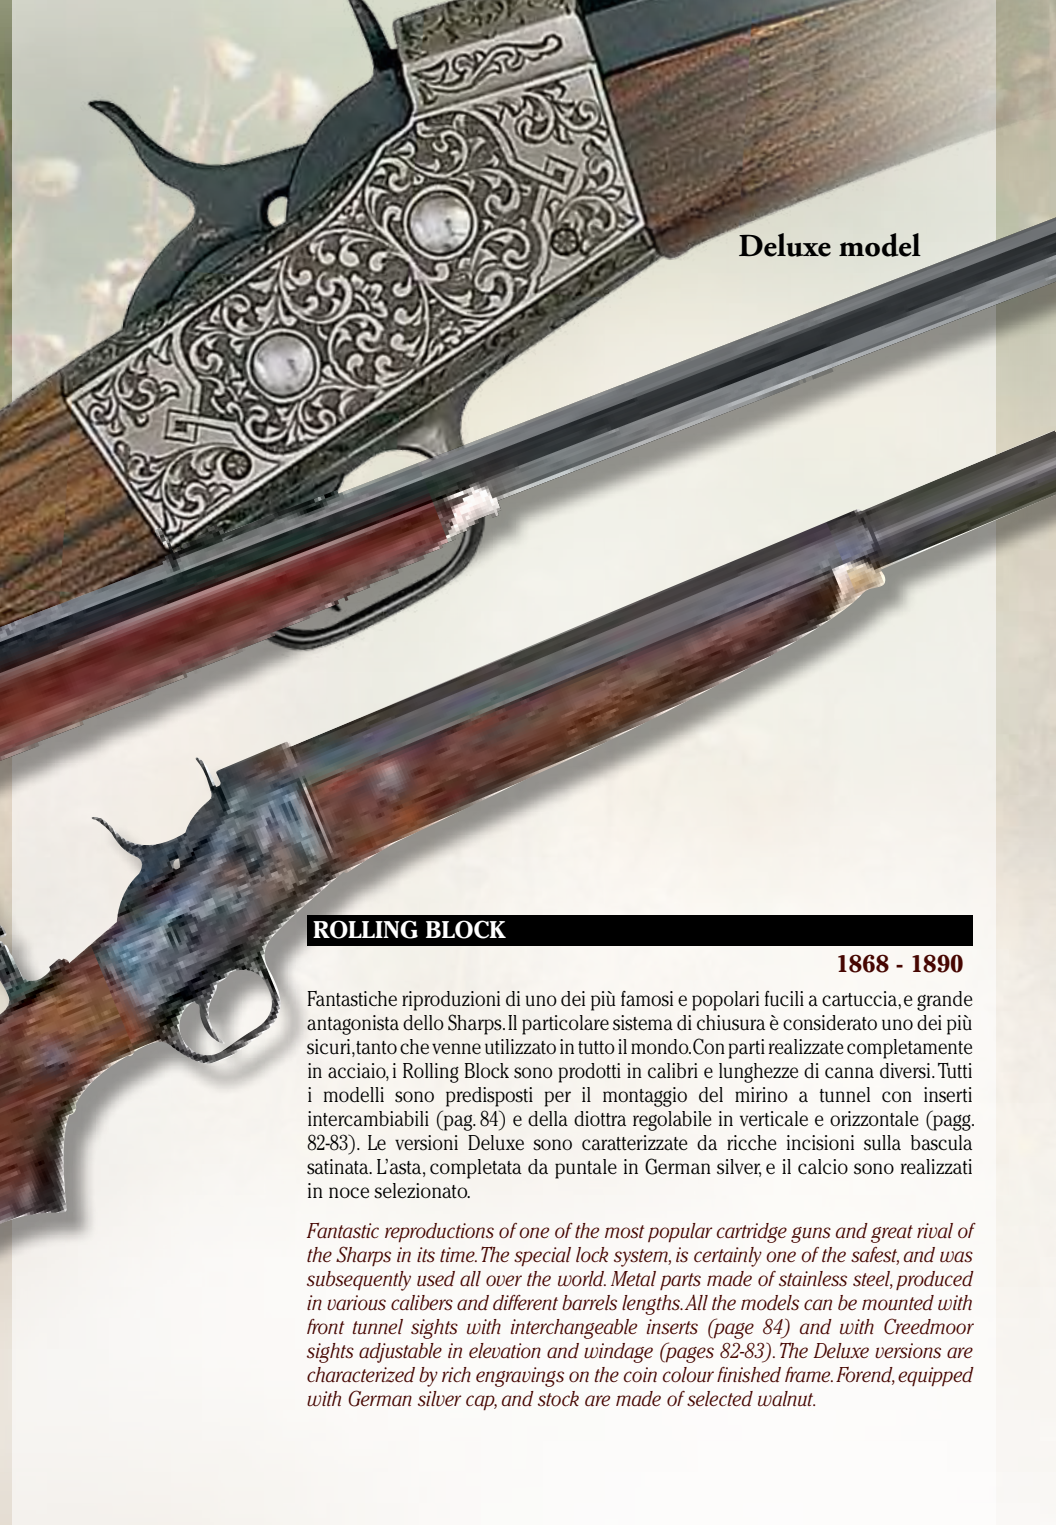 Deluxe model
ROLLING BLOCK
1868 - 1890
Fantastiche riproduzioni di uno dei più famosi e popolari fucili a cartuccia, e grande
antagonista dello Sharps. Il particolare sistema di chiusura è considerato uno dei più
sicuri, tanto che venne utilizzato in tutto il mondo. Con parti realizzate completamente
in acciaio, i Rolling Block sono prodotti in calibri e lunghezze di canna diversi. Tutti
i modelli sono predisposti per il montaggio del mirino a tunnel con inserti
intercambiabili (pag. 84) e della diottra regolabile in verticale e orizzontale (pagg.
82-83). Le versioni Deluxe sono caratterizzate da ricche incisioni sulla bascula
satinata. L'asta, completata da puntale in German silver, e il calcio sono realizzati
in noce selezionato.
Fantastic reproductions of one of the most popular cartridge guns and great rival of
the Sharps in its time. The special lock system, is certainly one of the safest, and was
subsequently used all over the world. Metal parts made of stainless steel, produced
in various calibers and different barrels lengths. All the models can be mounted with
front tunnel sights with interchangeable inserts (page 84) and with Creedmoor
sights adjustable in elevation and windage (pages 82-83). The Deluxe versions are
characterized by rich engravings on the coin colour finished frame. Forend, equipped
with German silver cap, and stock are made of selected walnut.